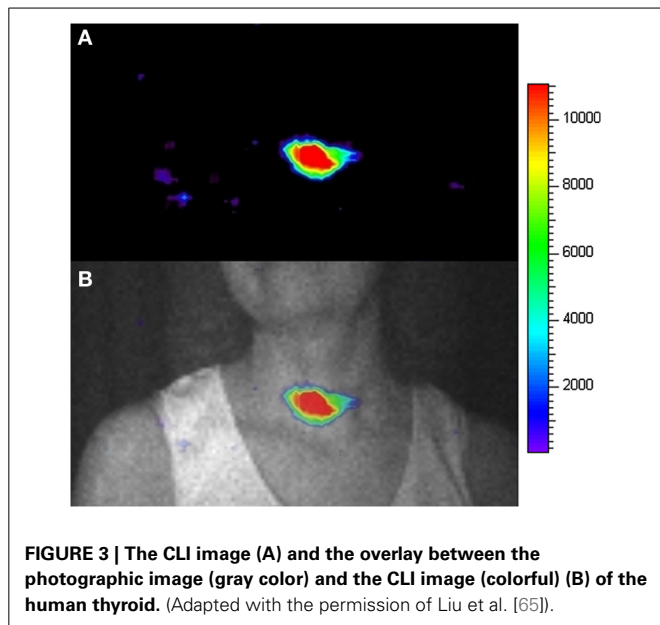 A
10000
8000
6000
4000
2000
B
FIGURE 3 | The CLI image (A) and the overlay between the
photographic image (gray color) and the CLI image (colorful) (B) of the
human thyroid. (Adapted with the permission of Liu et al. [65]).